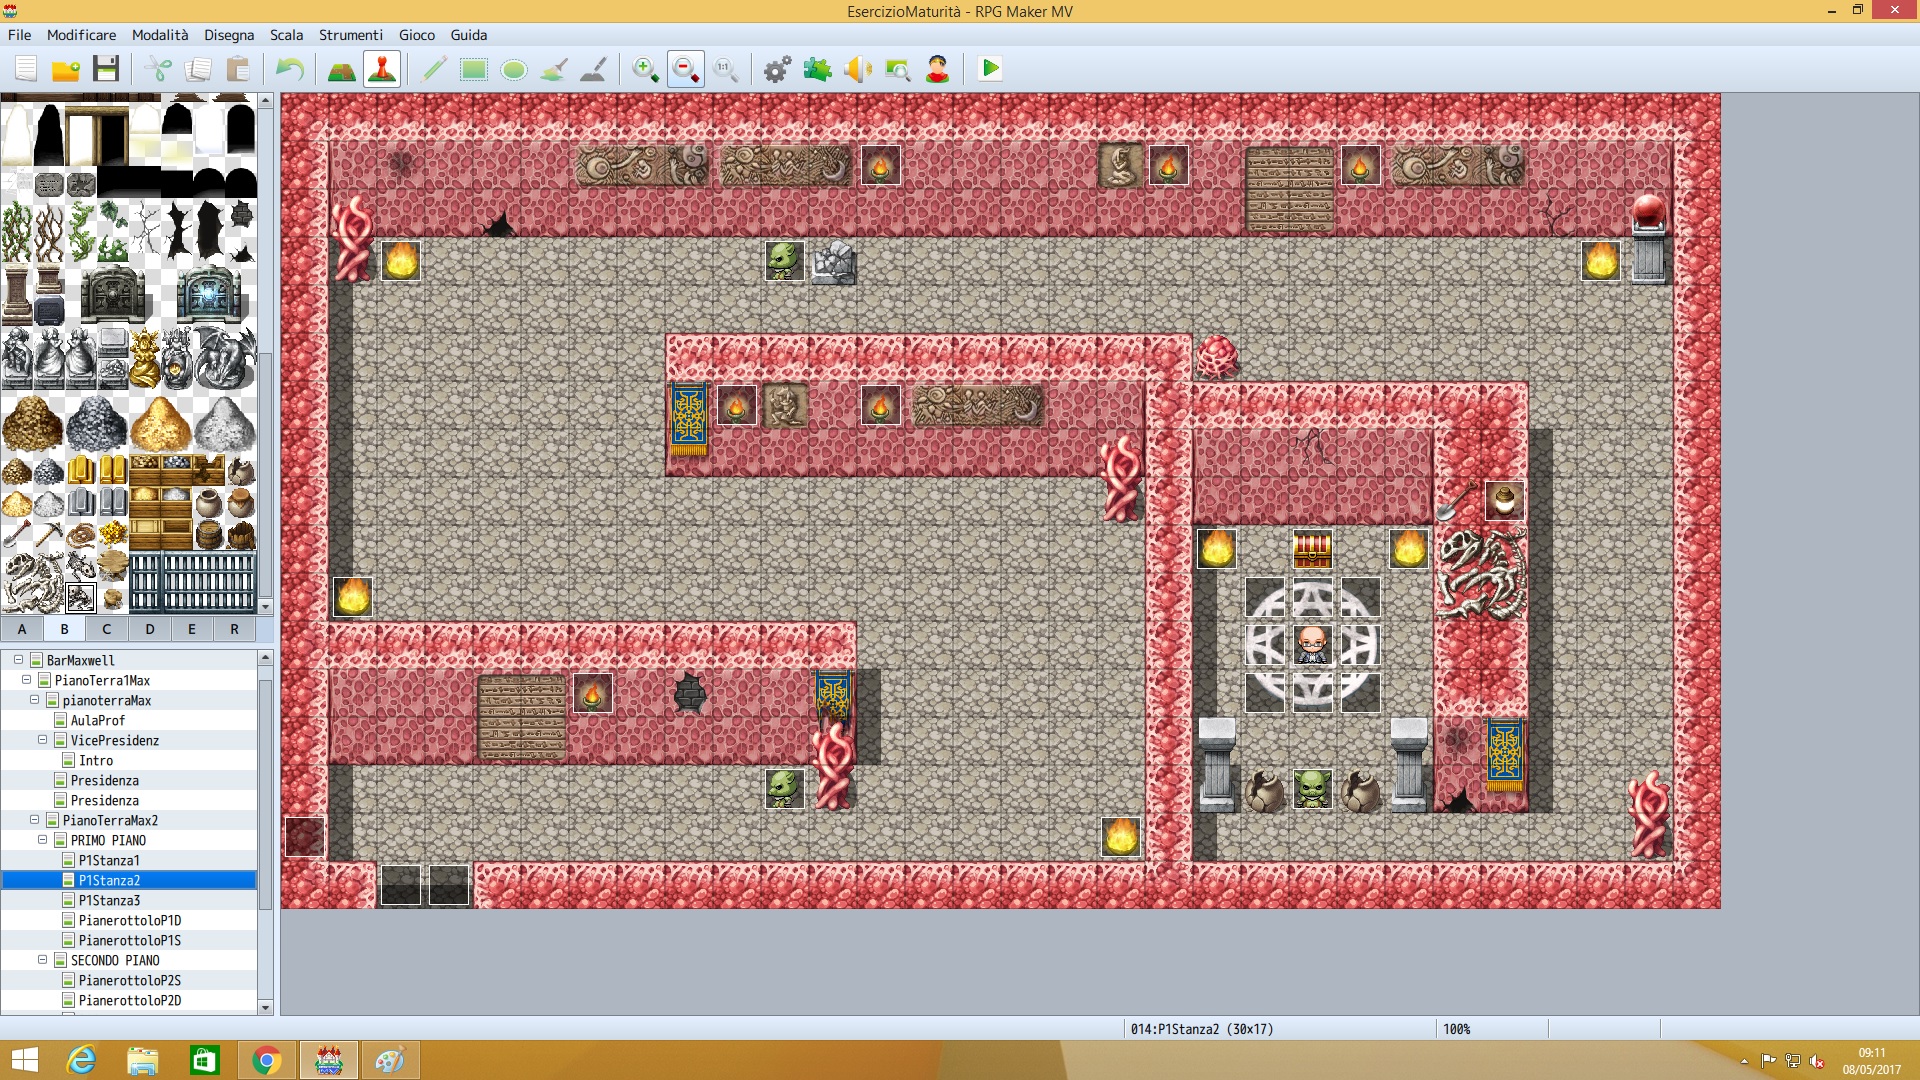 EsercizioMaturità - RPG Maker MV
File Modificare Modalità Disegna Scala Strumenti Gioco Guida
1:1
A B C D E R
BarMaxwell
PianoTerra1Max
pianoterraMax
AulaProf
VicePresidenz
Intro
Presidenza
Presidenza
PianoTerraMax2
PRIMO PIANO
P1Stanza1
P1Stanza2
P1Stanza3
PianerottoloP1D
PianerottoloP1S
SECONDO PIANO
PianerottoloP2S
PianerottoloP2D
014:P1Stanza2 (30x17) 100%
09:11
08/05/2017